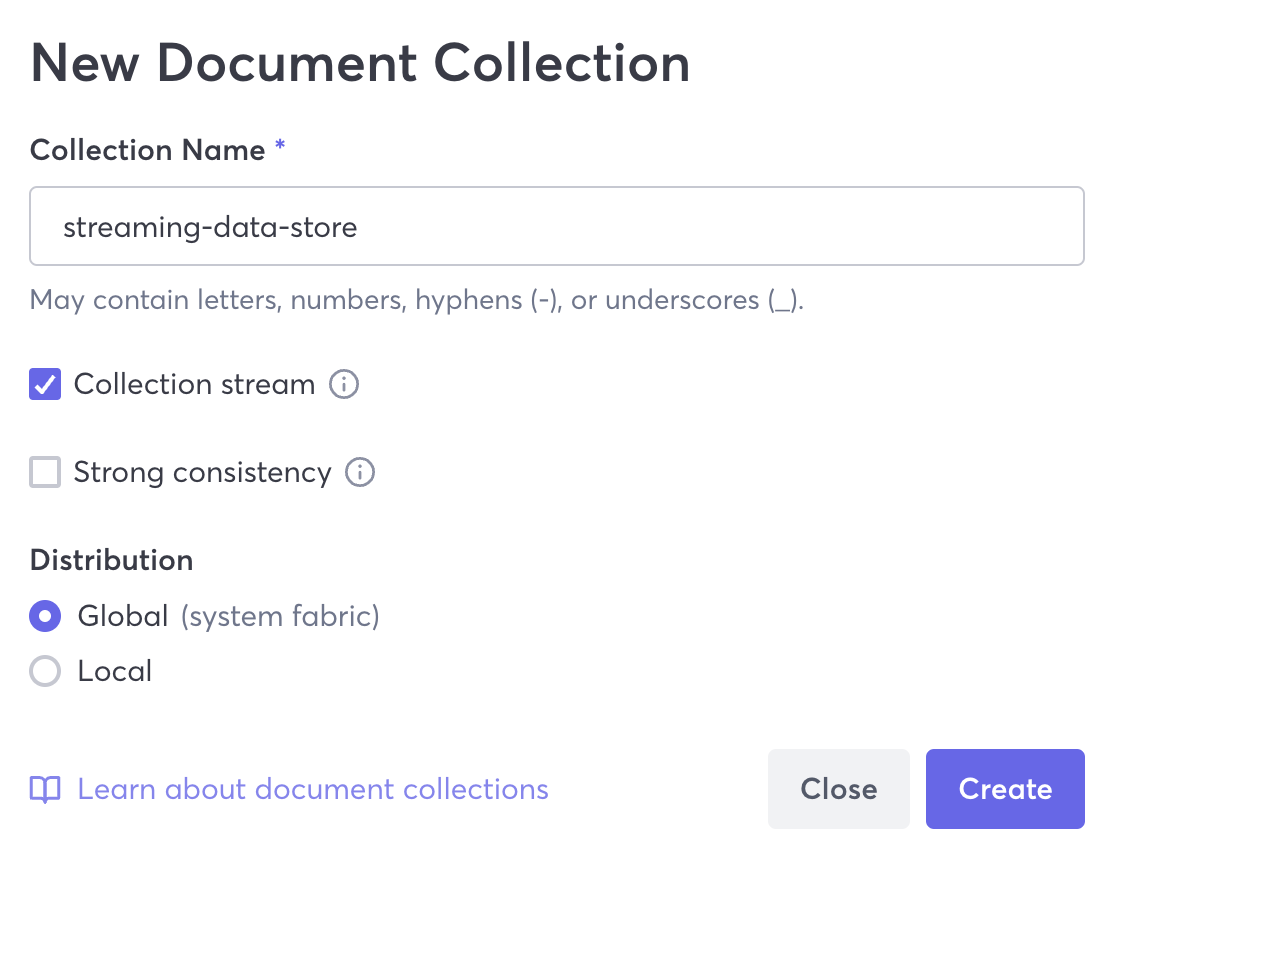 New Document Collection
Collection Name *
streaming-data-store
May contain letters, numbers, hyphens (-), or underscores (_).
Collection stream
Strong consistency
Distribution
Global (system fabric)
Local
Learn about document collections
Close
Create